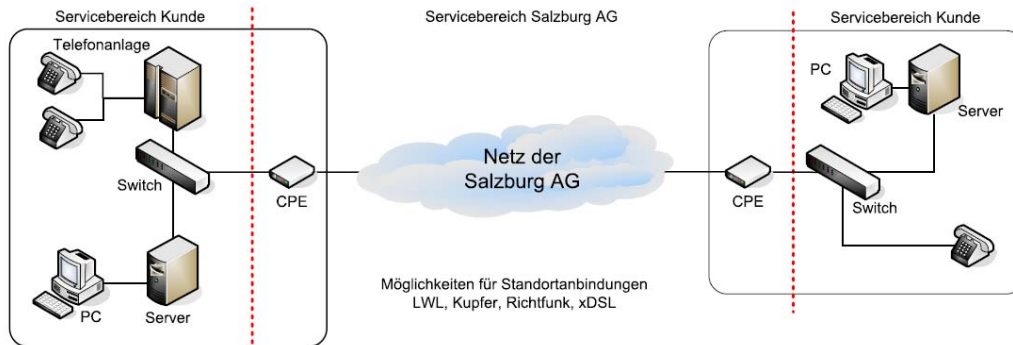 Servicebereich Kunde
Servicebereich Salzburg AG
Servicebereich Kunde
Telefonanlage
PC
Server
Netz der
Salzburg AG
Switch
CPE
CPE
Switch
Möglichkeiten für Standortanbindungen
LWL, Kupfer, Richtfunk, xDSL
PC
Server